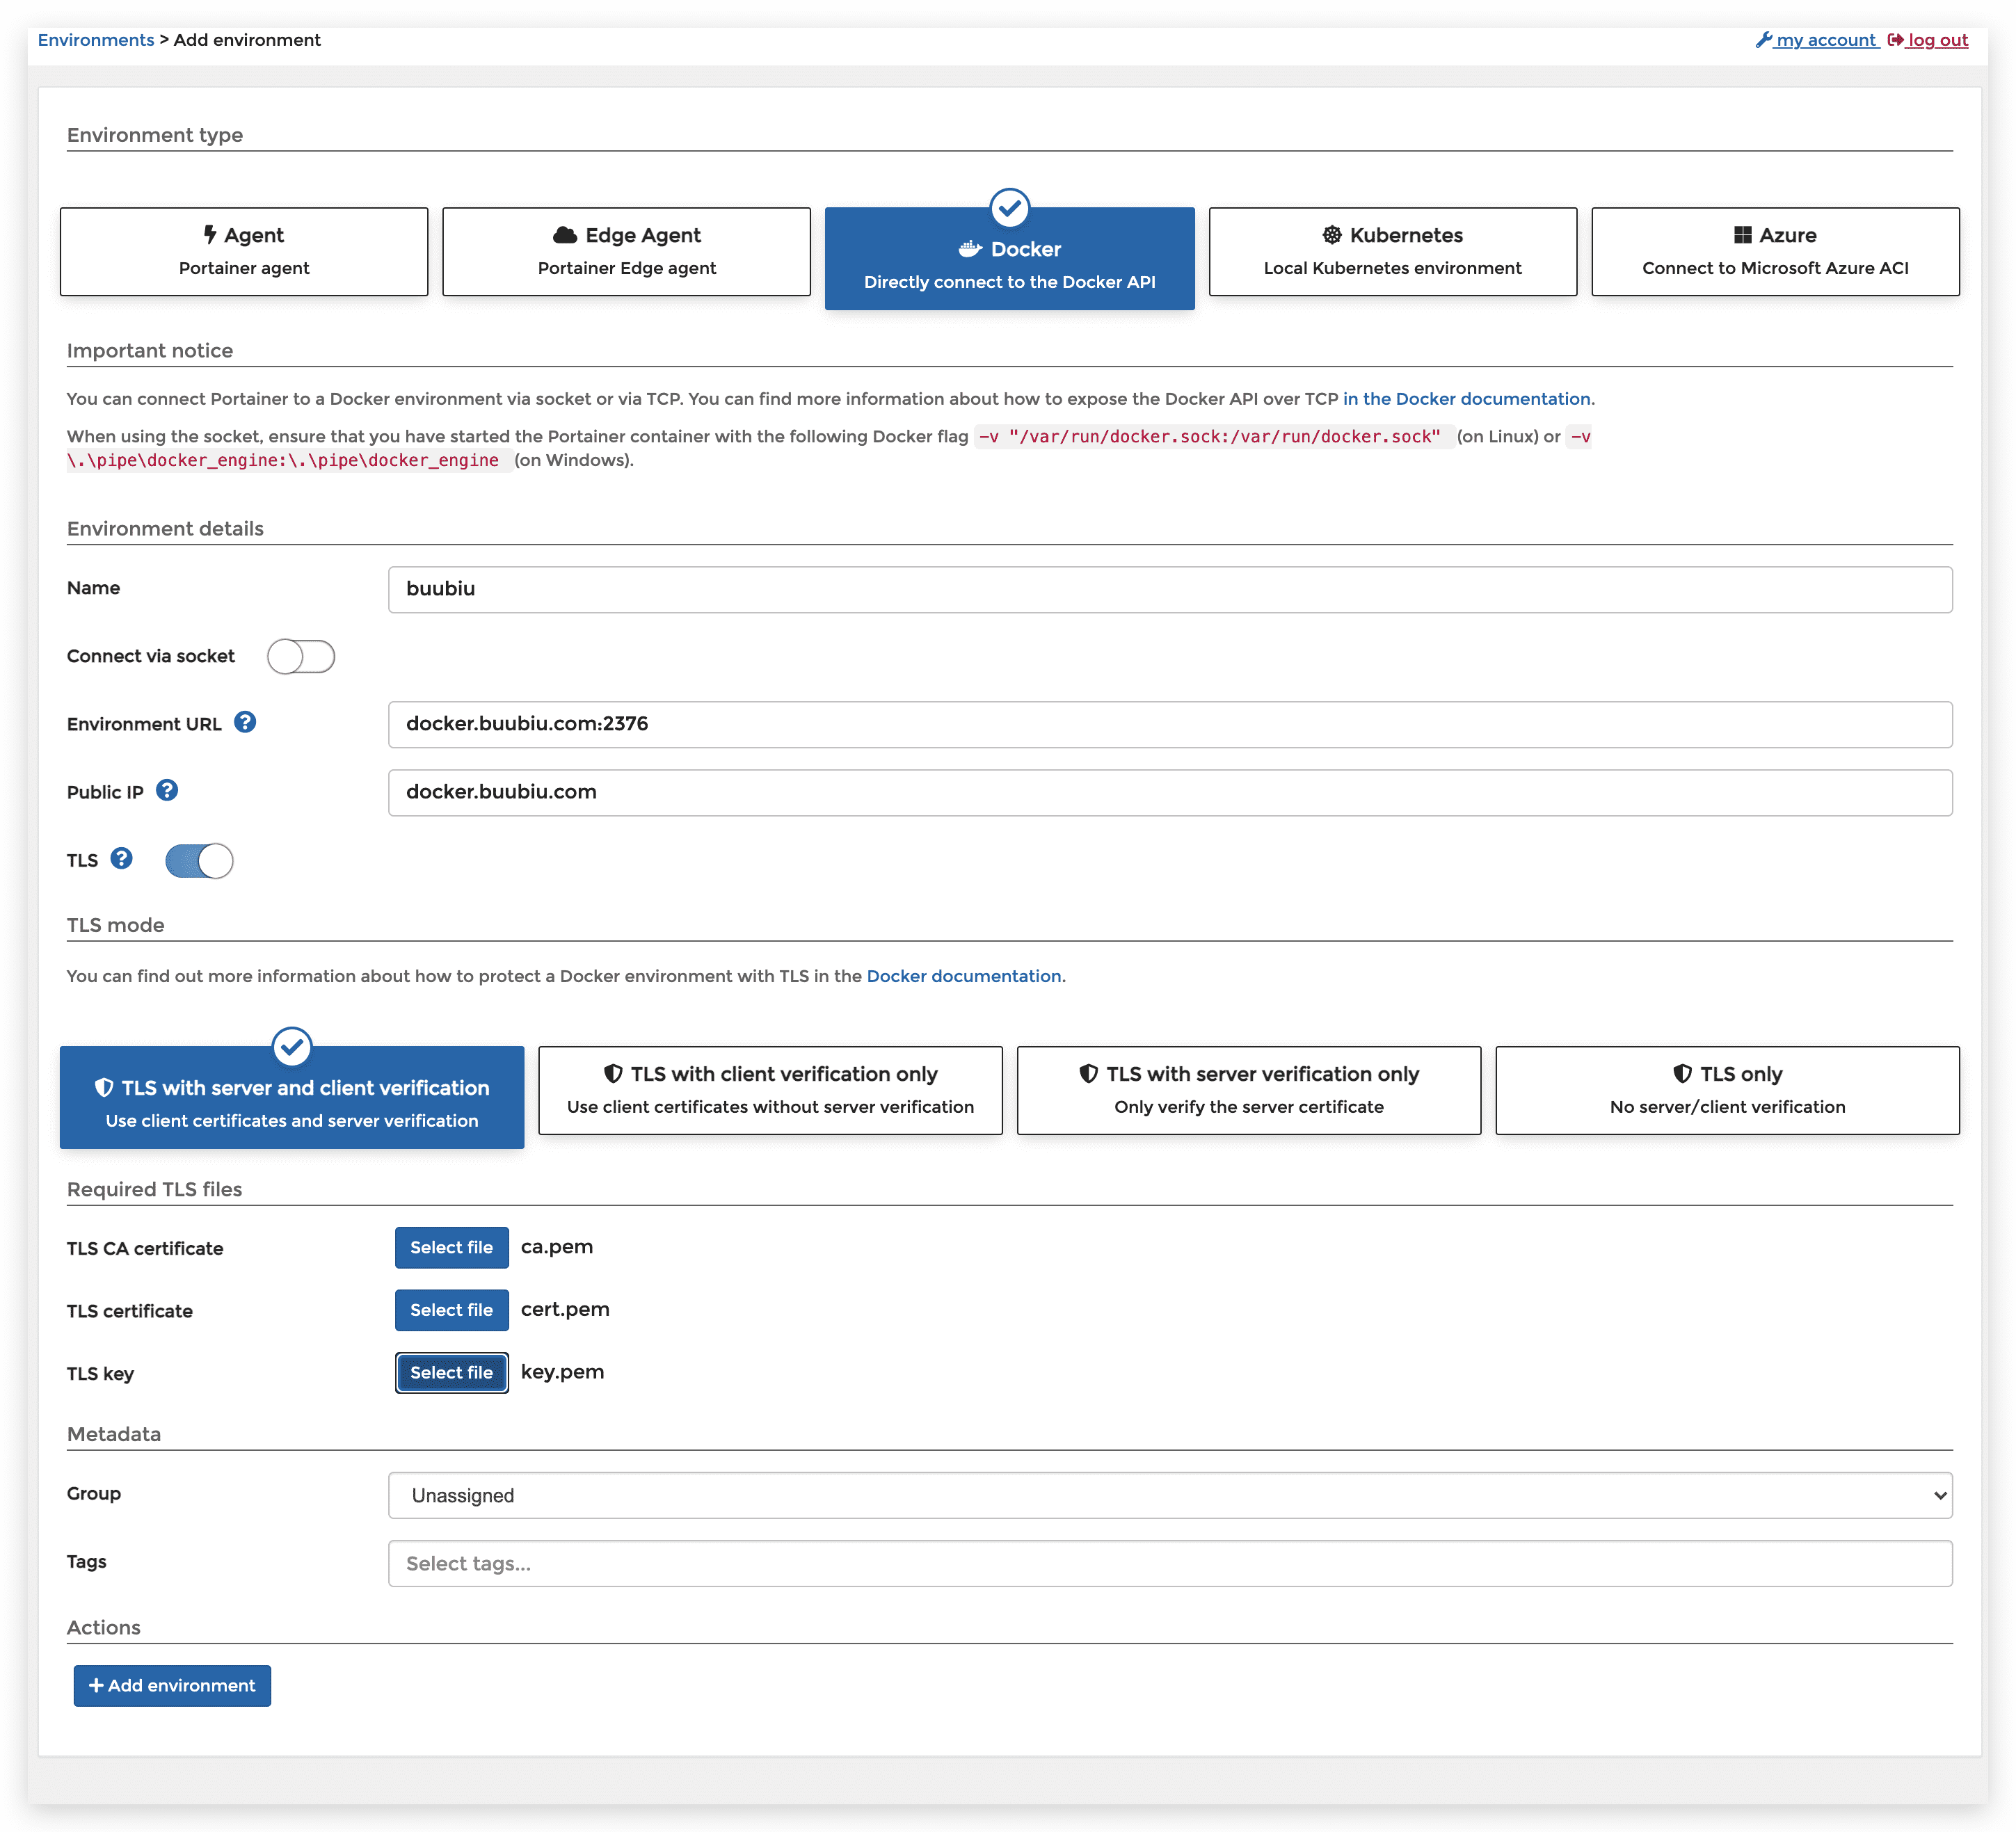 Environments > Add environment
my account log out
Environment type
Agent
Portainer agent
Edge Agent
Portainer Edge agent
Docker
Directly connect to the Docker API
Kubernetes
Local Kubernetes environment
Azure
Connect to Microsoft Azure ACI
Important notice
You can connect Portainer to a Docker environment via socket or via TCP. You can find more information about how to expose the Docker API over TCP in the Docker documentation.
When using the socket, ensure that you have started the Portainer container with the following Docker flag -v "/var/run/docker.sock:/var/run/docker.sock" (on Linux) or -v
\.\pipe\docker_engine:\.\pipe\docker_engine (on Windows).
Environment details
Name
buubiu
Connect via socket
Environment URL ?
docker.buubiu.com:2376
Public IP ?
docker.buubiu.com
TLS ?
TLS mode
You can find out more information about how to protect a Docker environment with TLS in the Docker documentation.
TLS with server and client verification
Use client certificates and server verification
TLS with client verification only
Use client certificates without server verification
TLS with server verification only
Only verify the server certificate
TLS only
No server/client verification
Required TLS files
TLS CA certificate
Select file
ca.pem
TLS certificate
Select file
cert.pem
TLS key
Select file
key.pem
Metadata
Group
Unassigned
Tags
Select tags...
Actions
+ Add environment